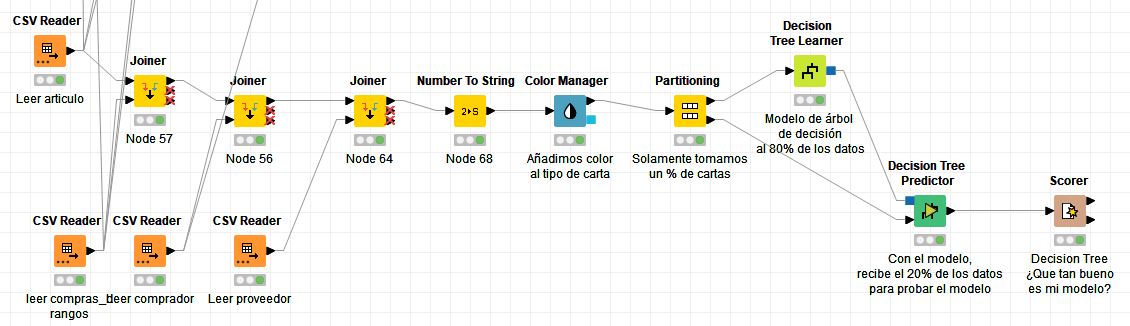 CSV Reader
Leer articulo
Joiner
Node 57
Joiner
Node 56
Joiner
Node 64
Number To String
2 S
Node 68
Color Manager
Añadimos color
al tipo de carta
Partitioning
Solamente tomamos
un % de cartas
Decision
Tree Learner
Modelo de árbol
de decisión
al 80% de los datos
Decision Tree
Predictor
Con el modelo,
recibe el 20% de los datos
para probar el modelo
Scorer
Decision Tree
¿Que tan bueno
es mi modelo?
CSV Reader
leer compras_
rangos
CSV Reader
Leer comprador
CSV Reader
Leer proveedor